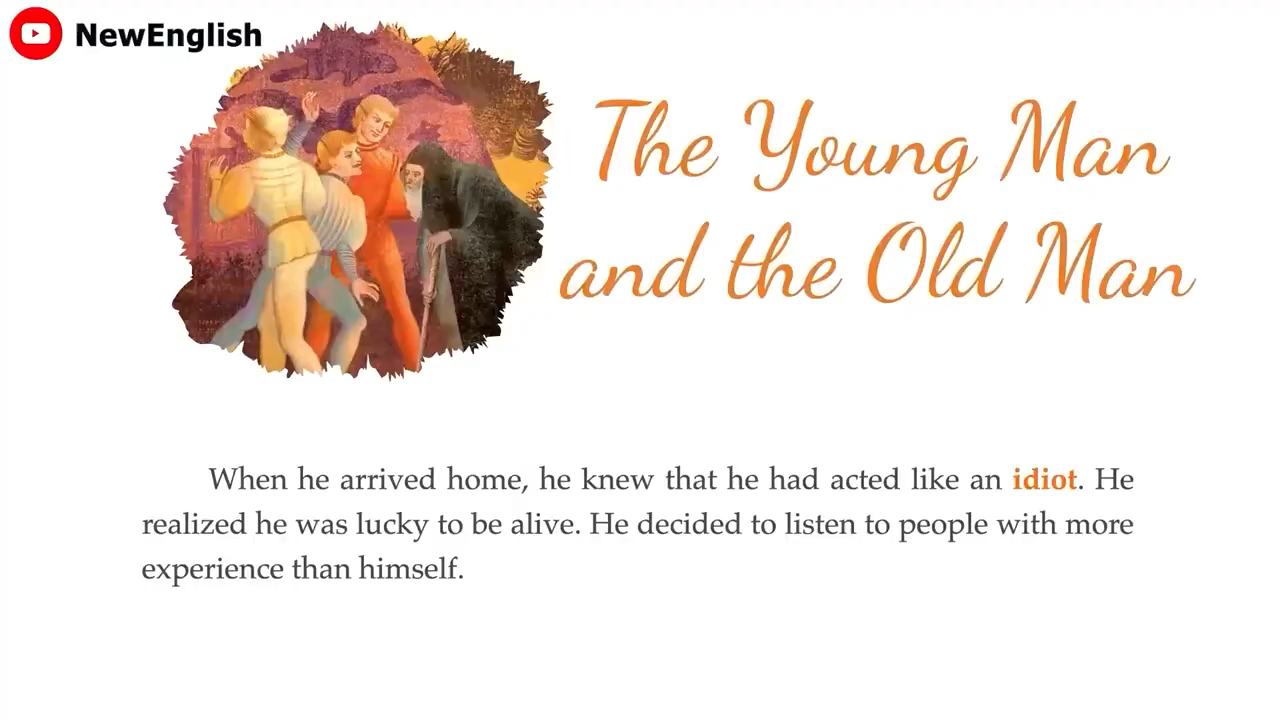 NewEnglish
The Young Man
and the Old Man
When he arrived home, he knew that he had acted like an idiot. He
realized he was lucky to be alive. He decided to listen to people with more
experience than himself.